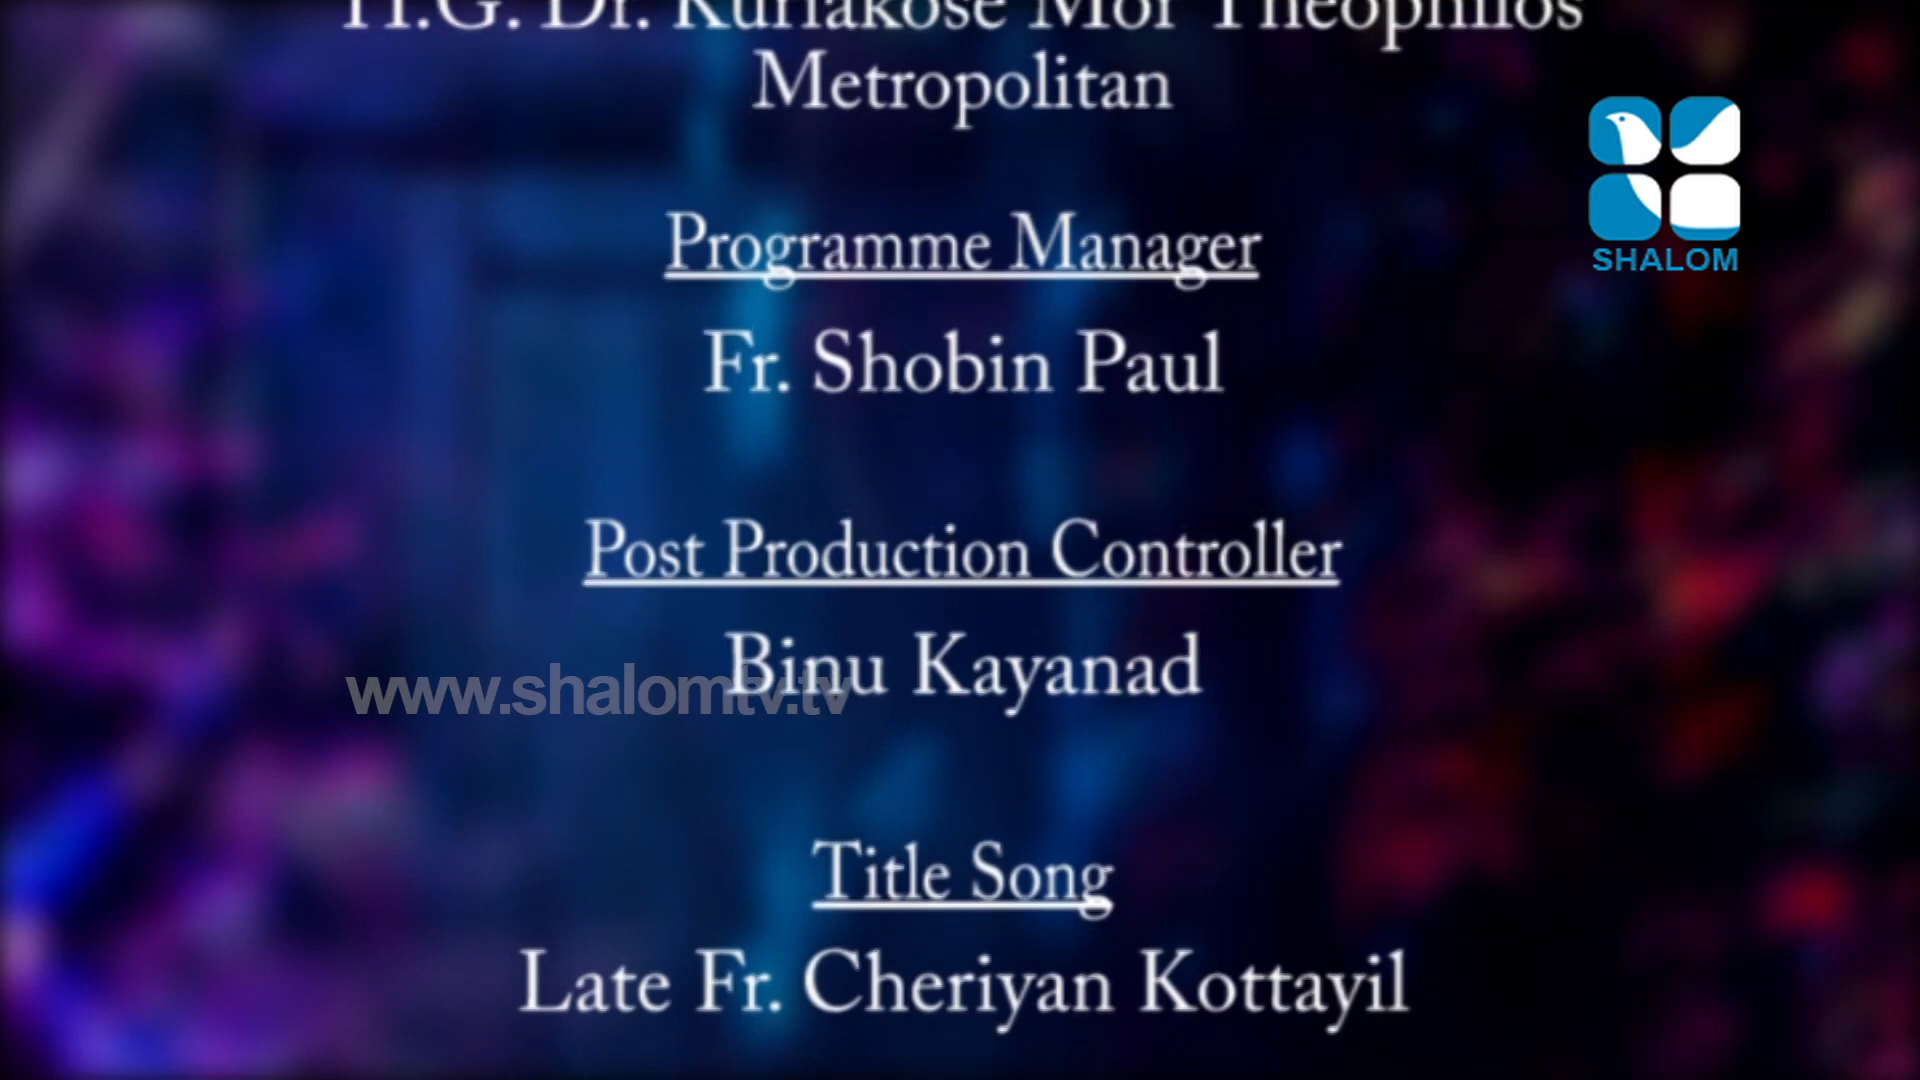 H.G. Dr. Kuriakose Mor Theophilos
Metropolitan
SHALOM
Programme Manager
Fr. Shobin Paul
Post Production Controller
Binu Kayanad
www.shalomtv.tv
Title Song
Late Fr. Cheriyan Kottayil